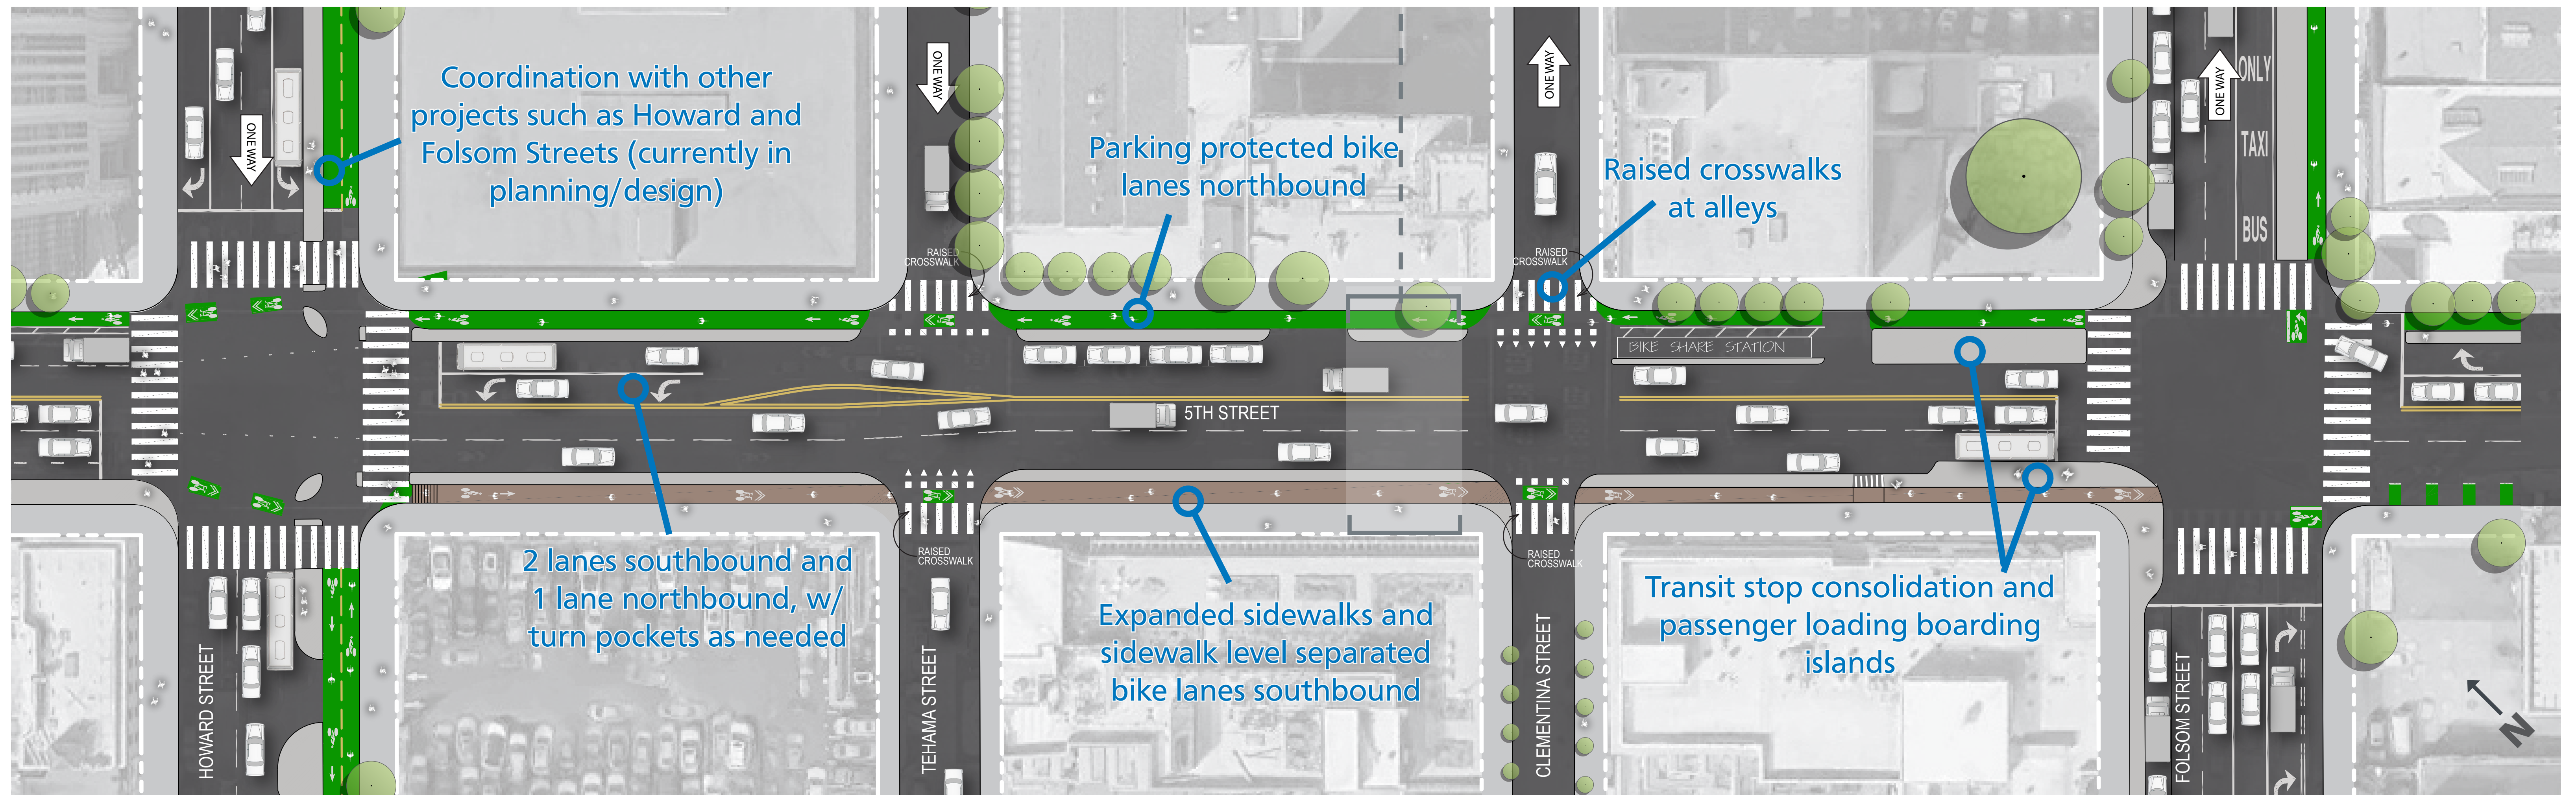 Coordination with other
projects such as Howard and
Folsom Streets (currently in
planning/design)
ONE WAY
ONE WAY
Parking protected bike
lanes northbound
ONE WAY
Raised crosswalks
at alleys
ONE WAY
ONLY
TAXI
BUS
RAISED
CROSSWALK
RAISED
CROSSWALK
BIKE SHARE STATION
5TH STREET
2 lanes southbound and
1 lane northbound, w/
turn pockets as needed
RAISED
CROSSWALK
Expanded sidewalks and
sidewalk level separated
bike lanes southbound
RAISED
CROSSWALK
Transit stop consolidation and
passenger loading boarding
islands
HOWARD STREET
TEHAMA STREET
CLEMENTINA STREET
FOLSOM STREET
N